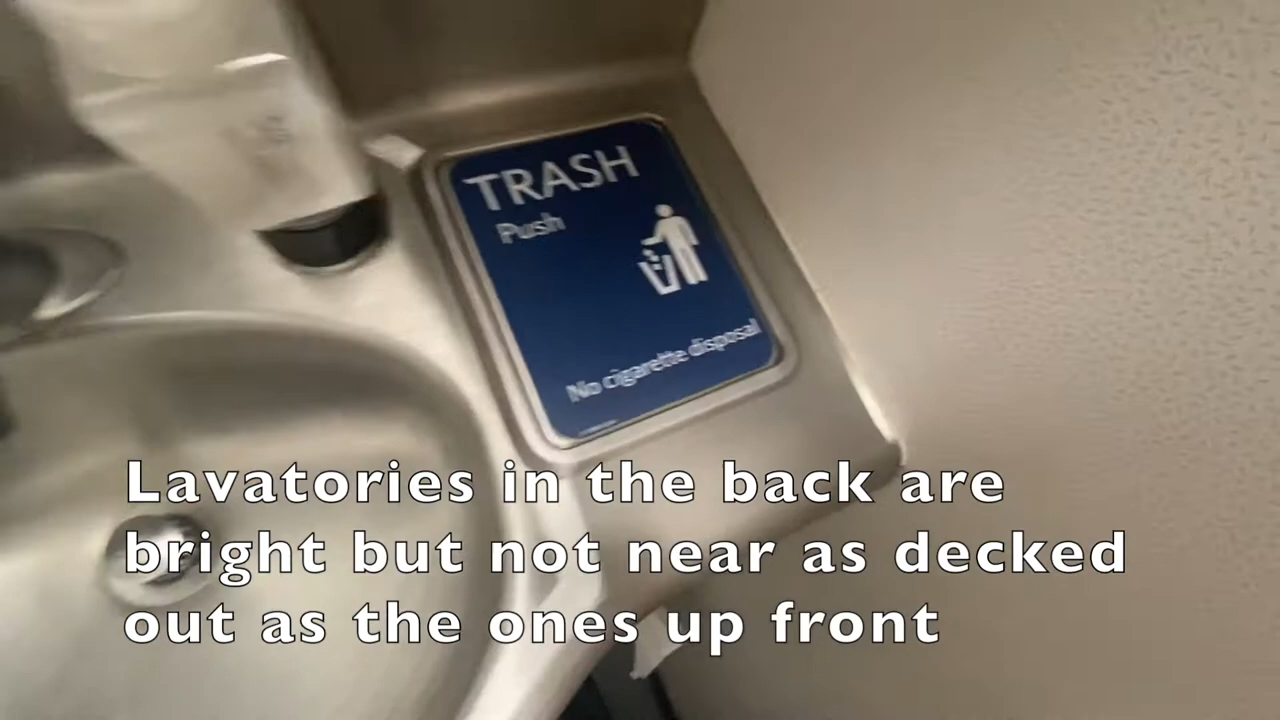 TRASH
Push
No cigarette disposal
Lavatories in the back are
bright but not near as decked
out as the ones up front